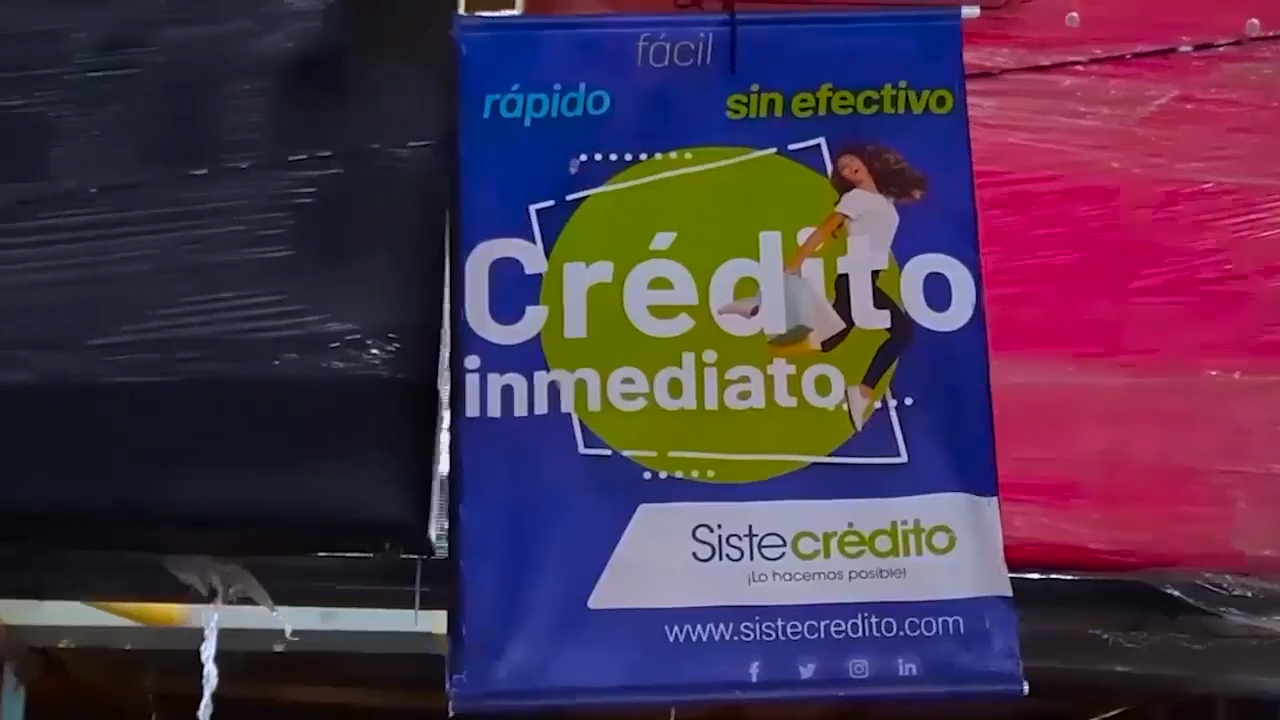 fácil
rápido sin efectivo
Crédito
inmediato
Sistecrédito
¡Lo hacemos posible!
www.sistecredito.com